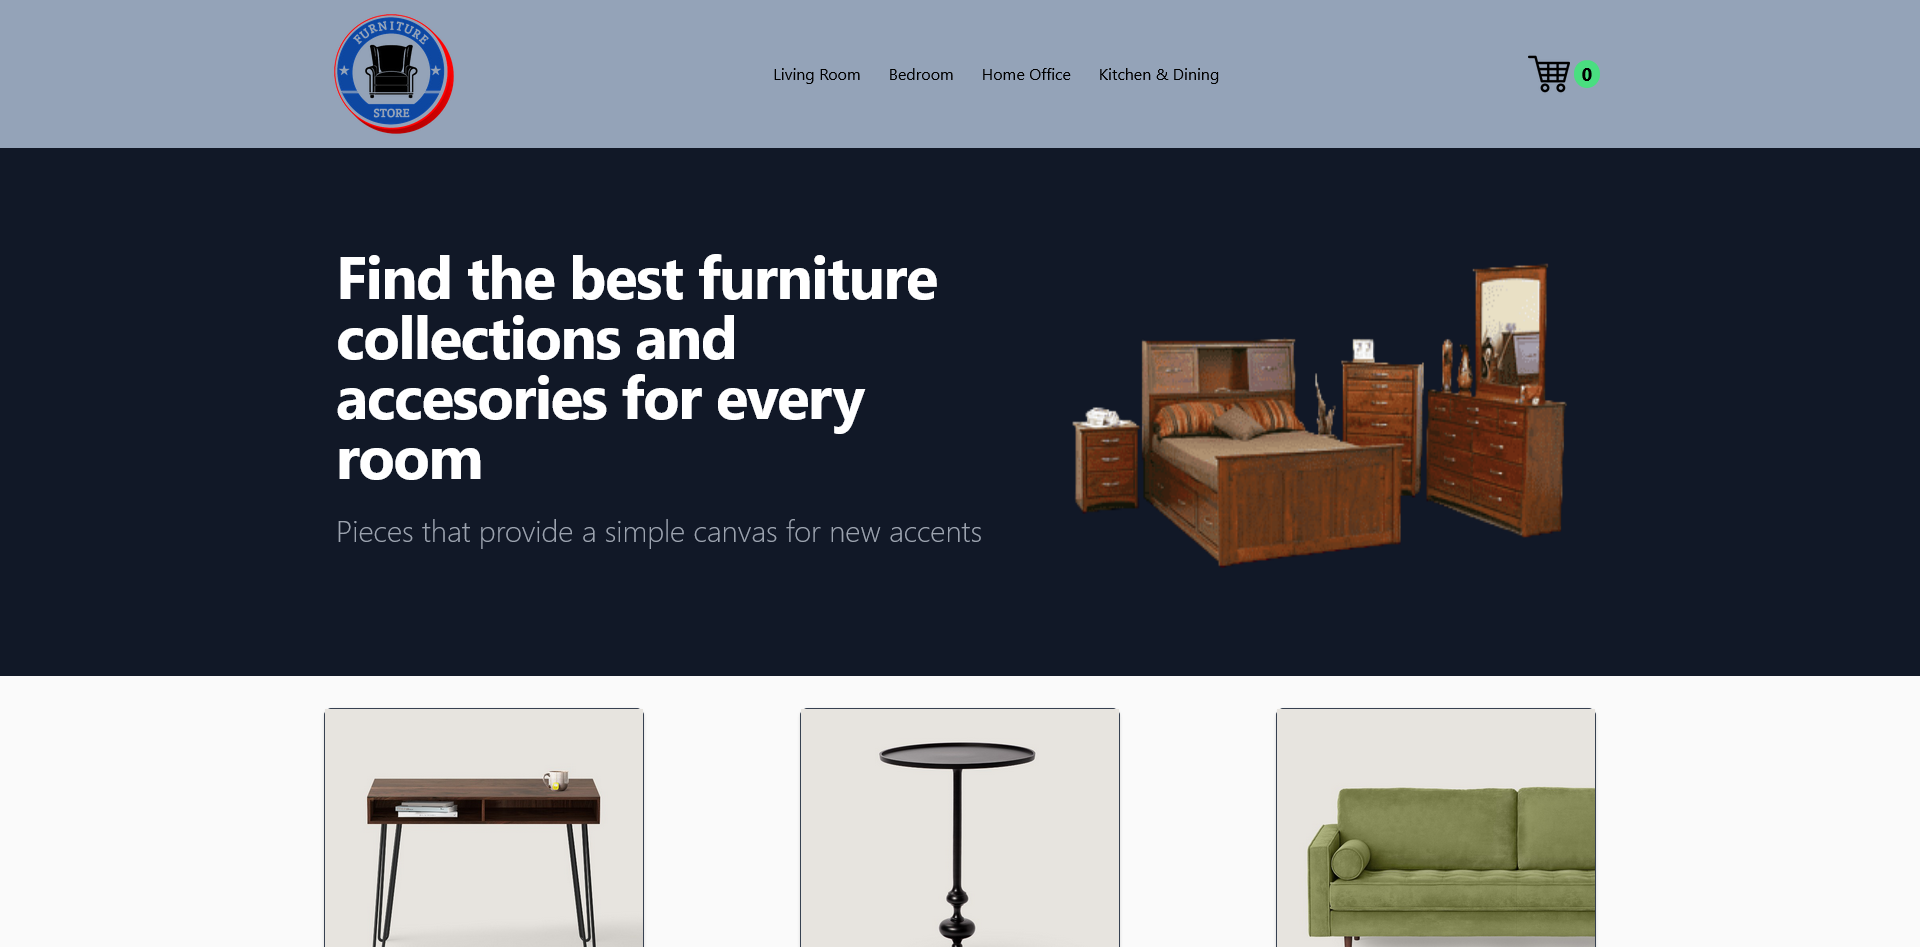 FURNITURE
STORE
Living Room Bedroom Home Office Kitchen & Dining
0
Find the best furniture
collections and
accesories for every
room
Pieces that provide a simple canvas for new accents